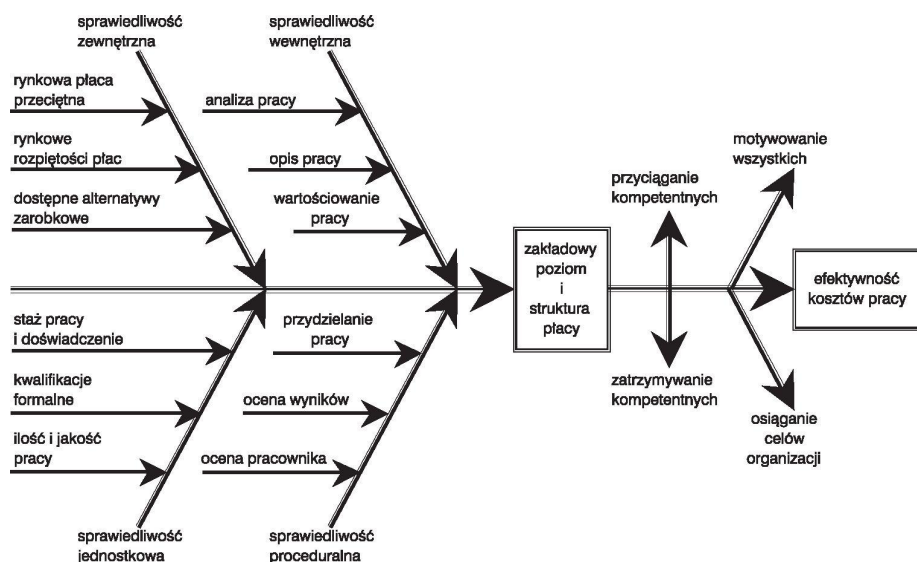 sprawiedliwość
zewnętrzna
sprawiedliwość
wewnętrzna
rynkowa płaca
przeciętna
rynkowe
rozpiętości płac
dostępne alternatywy
zarobkowe
analiza pracy
opis pracy
wartościowanie
pracy
staż pracy
i doświadczenie
kwalifikacje
formalne
ilość i jakość
pracy
sprawiedliwość
jednostkowa
przydzielanie
pracy
ocena wyników
ocena pracownika
sprawiedliwość
proceduralna
zakładowy
poziom
i
struktura
płacy
przyciąganie
kompetentnych
zatrzymywanie
kompetentnych
motywowanie
wszystkich
efektywność
kosztów pracy
osiąganie
celów
organizacji